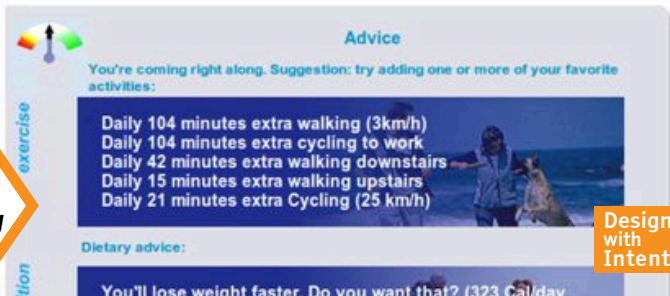 Advice
You're coming right along. Suggestion: try adding one or more of your favorite
activities:
exercise
Daily 104 minutes extra walking (3km/h)
Daily 104 minutes extra cycling to work
Daily 42 minutes extra walking downstairs
Daily 15 minutes extra walking upstairs
Daily 21 minutes extra Cycling (25 km/h)
Design
with
Intent
Dietary advice:
You'll lose weight faster. Do you want that? (323 Cal/day